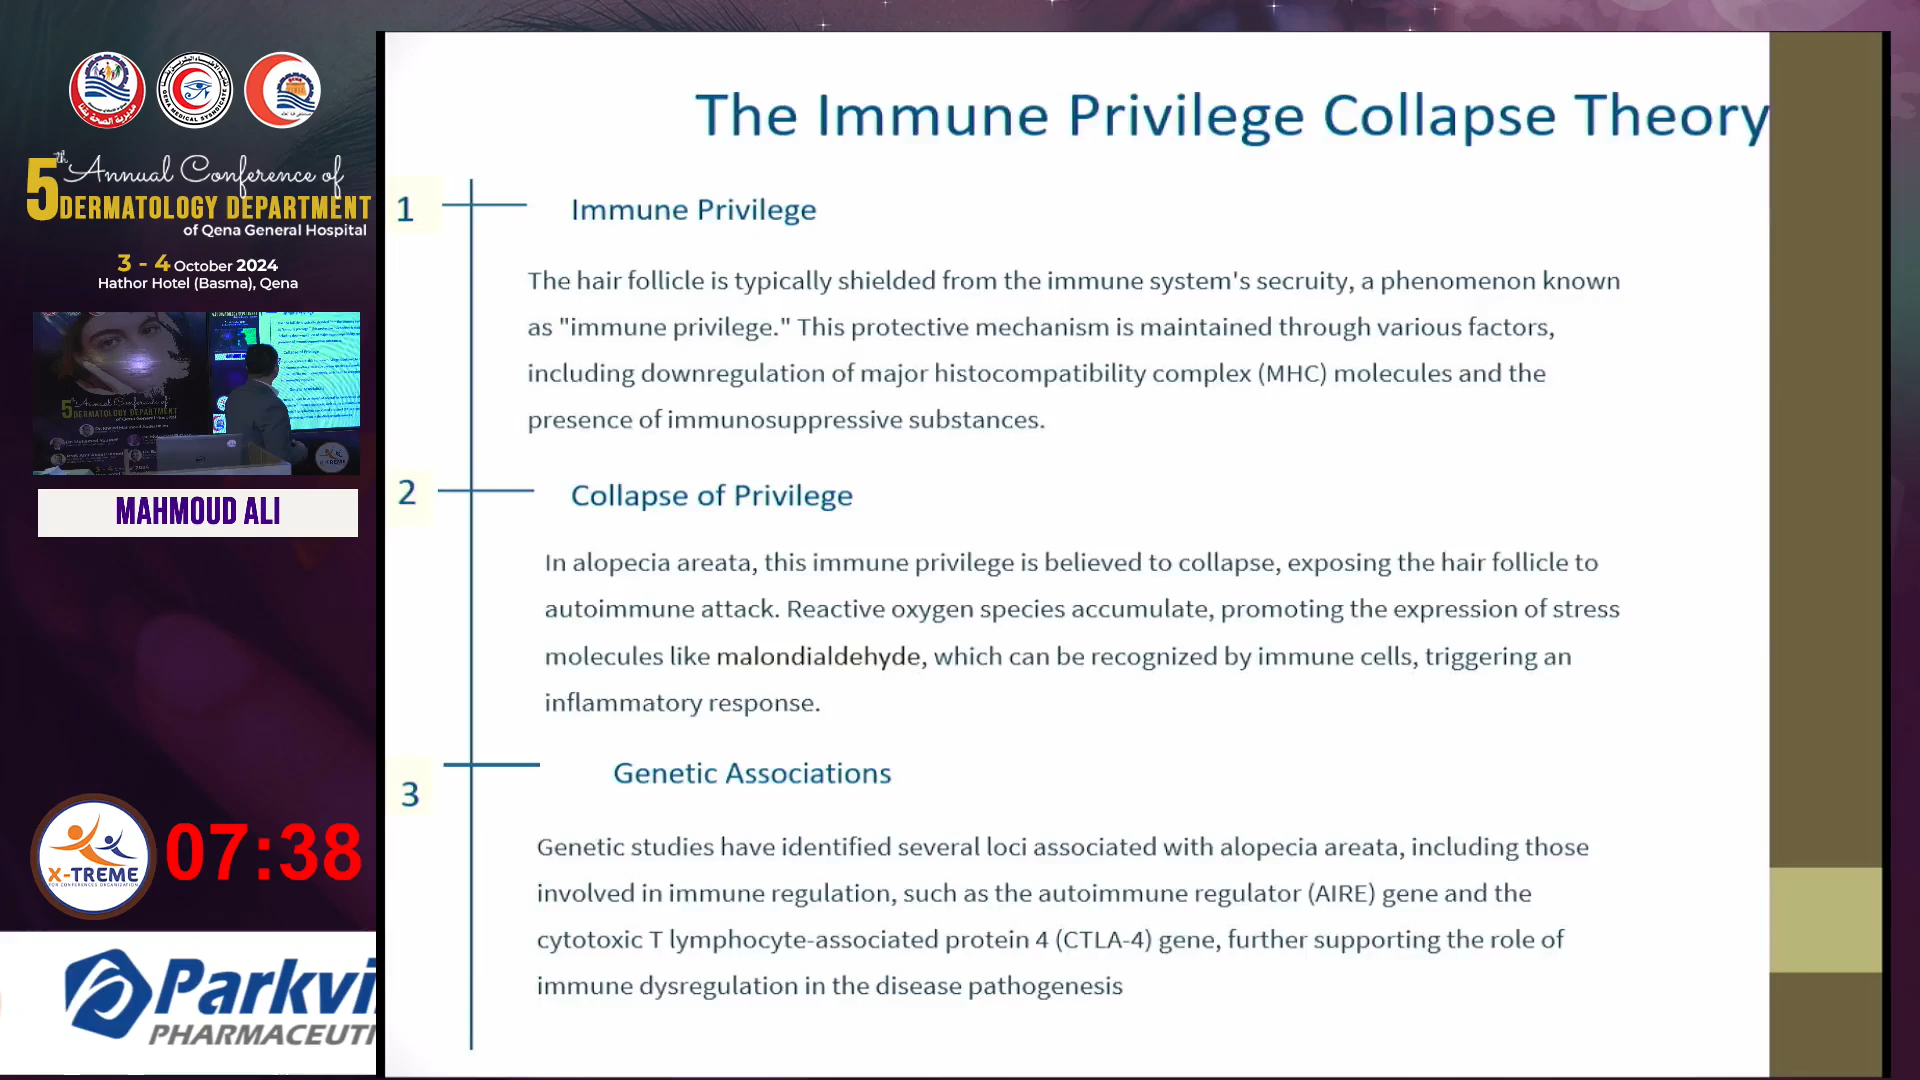 5th Annual Conference of
DERMATOLOGY DEPARTMENT
of Qena General Hospital
3 - 4 October 2024
Hathor Hotel (Basma), Qena
MAHMOUD ALI
X-TREME
FOR CONFERENCES ORGANIZATION
07:38
Parkvi
PHARMACEUTI
The Immune Privilege Collapse Theory
1
Immune Privilege
The hair follicle is typically shielded from the immune system's secruity, a phenomenon known
as "immune privilege." This protective mechanism is maintained through various factors,
including downregulation of major histocompatibility complex (MHC) molecules and the
presence of immunosuppressive substances.
2
Collapse of Privilege
In alopecia areata, this immune privilege is believed to collapse, exposing the hair follicle to
autoimmune attack. Reactive oxygen species accumulate, promoting the expression of stress
molecules like malondialdehyde, which can be recognized by immune cells, triggering an
inflammatory response.
3
Genetic Associations
Genetic studies have identified several loci associated with alopecia areata, including those
involved in immune regulation, such as the autoimmune regulator (AIRE) gene and the
cytotoxic T lymphocyte-associated protein 4 (CTLA-4) gene, further supporting the role of
immune dysregulation in the disease pathogenesis